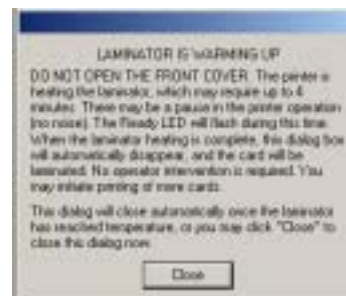 LAMINATOR IS WARMING UP
DO NOT OPEN THE FRONT COVER. The printer is
heating the laminator, which may require up to 4
minutes. There may be a pause in the printer operation
(no noise). The Ready LED will flash during this time.
When the laminator heating is complete, this dialog box
will automatically disappear, and the card will be
laminated. No operator intervention is required. You
may initiate printing of more cards.
This dialog will close automatically once the laminator
has reached temperature, or you may click "Close" to
close this dialog now.
Close